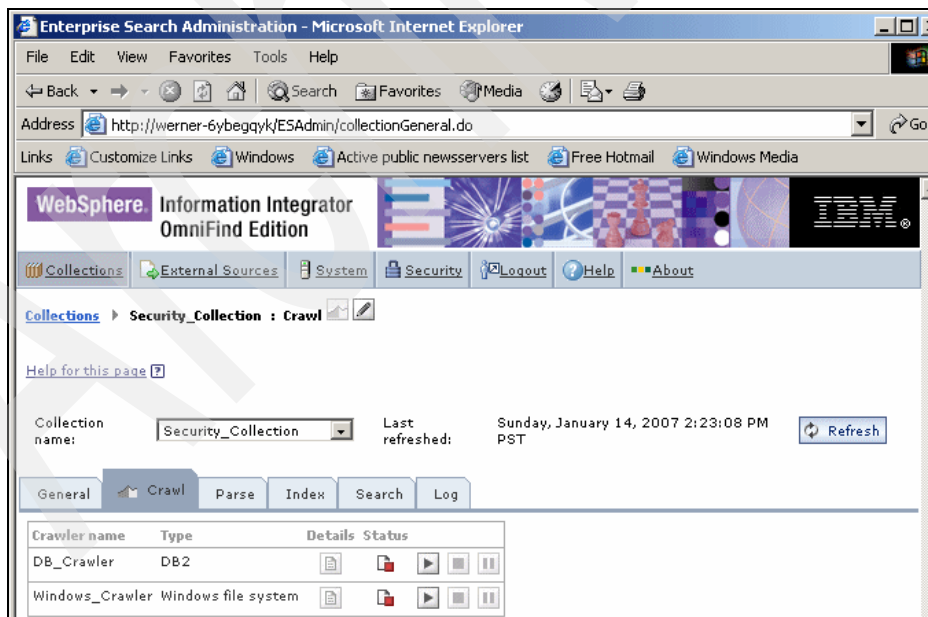 Enterprise Search Administration - Microsoft Internet Explorer
File Edit View Favorites Tools Help
Back Search Favorites Media
Address http://werner-6ybegqyk/ESAdmin/collectionGeneral.do Go
Links Customize Links Windows Active public newsservers list Free Hotmail Windows Media
WebSphere. Information Integrator
OmniFind Edition
IBM®
Collections External Sources System Security Logout Help About
Collections Security_Collection : Crawl
Help for this page ?
Collection name: Security_Collection Last refreshed: Sunday, January 14, 2007 2:23:08 PM PST Refresh
General Crawl Parse Index Search Log
Crawler name Type Details Status
DB_Crawler DB2
Windows_Crawler Windows file system